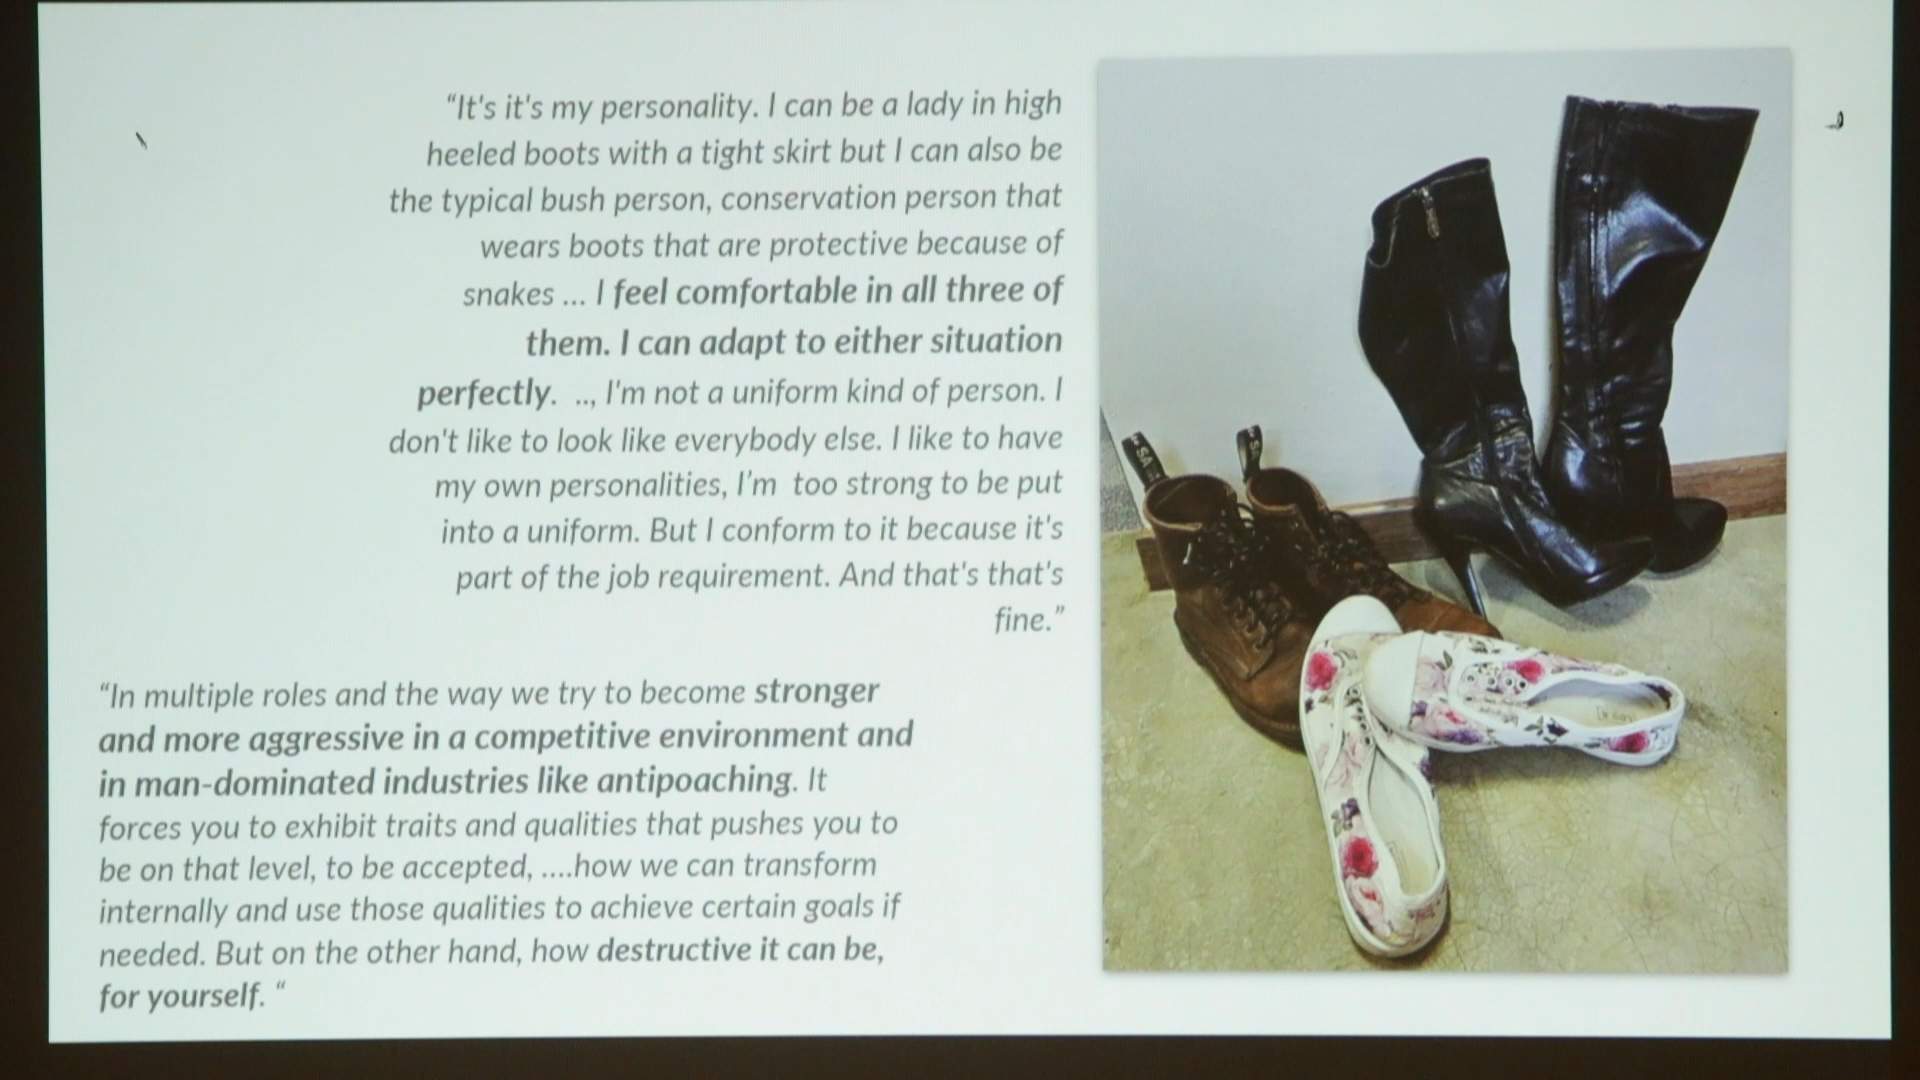 “It's it's my personality. I can be a lady in high
heeled boots with a tight skirt but I can also be
the typical bush person, conservation person that
wears boots that are protective because of
snakes ... I feel comfortable in all three of
them. I can adapt to either situation
perfectly.  .., I'm not a uniform kind of person. I
don't like to look like everybody else. I like to have
my own personalities, I’m  too strong to be put
into a uniform. But I conform to it because it's
part of the job requirement. And that's that's
fine.”
“In multiple roles and the way we try to become stronger
and more aggressive in a competitive environment and
in man-dominated industries like antipoaching. It
forces you to exhibit traits and qualities that pushes you to
be on that level, to be accepted, ....how we can transform
internally and use those qualities to achieve certain goals if
needed. But on the other hand, how destructive it can be,
for yourself. “